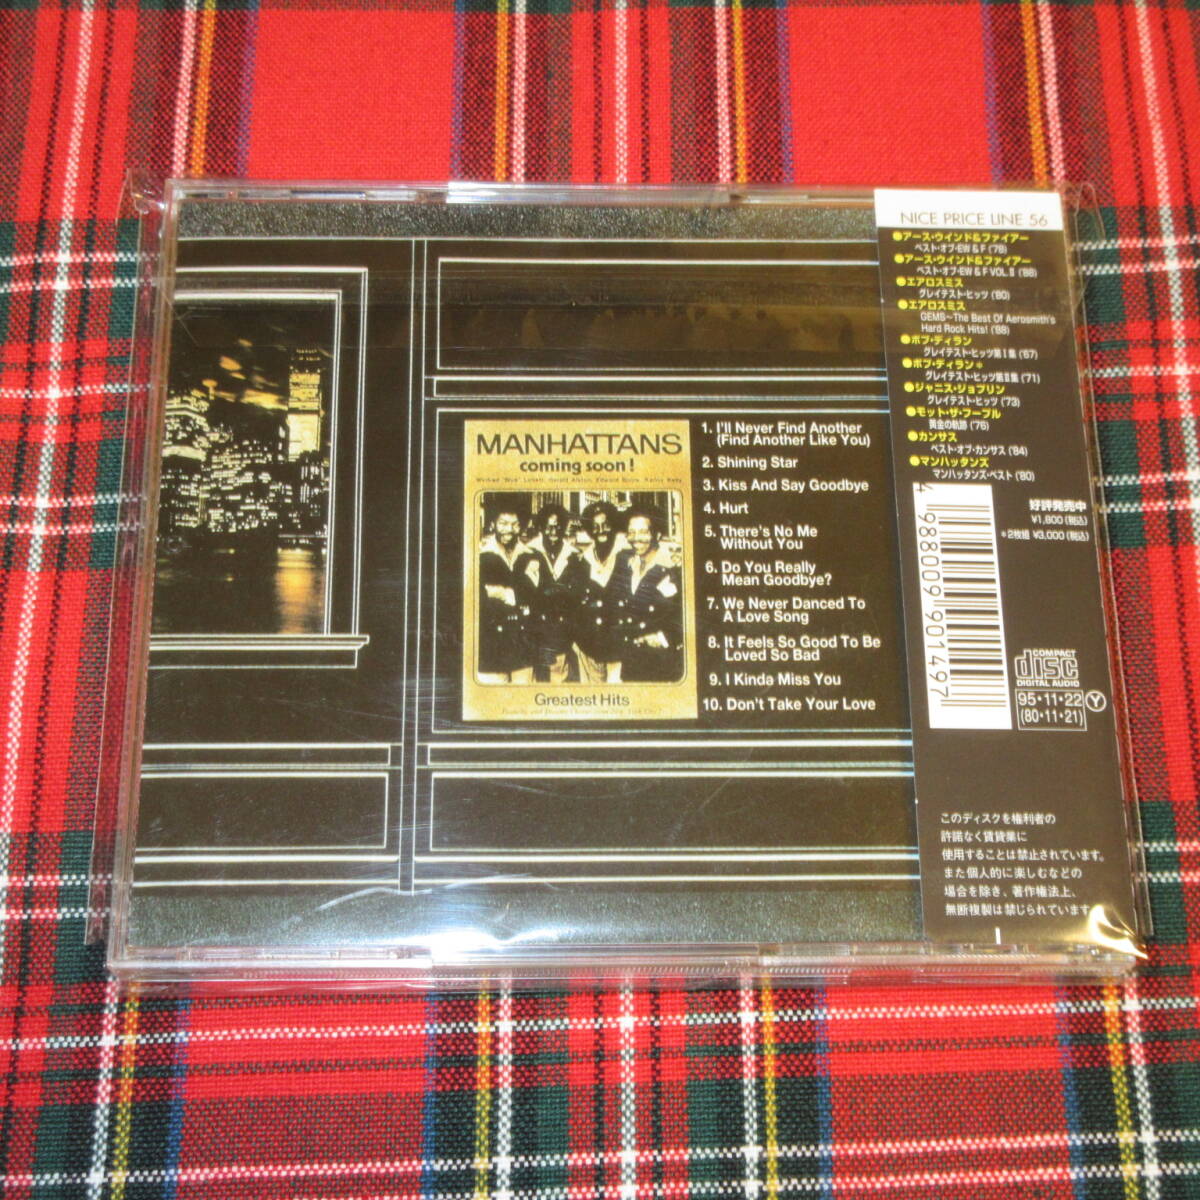 MANHATTANS
coming soon!
Greatest Hits
1. I'll Never Find Another
(Find Another Like You)
2. Shining Star
3. Kiss And Say Goodbye
4. Hurt
5. There's No Me
Without You
6. Do You Really
Mean Goodbye?
7. We Never Danced To
A Love Song
8. It Feels So Good To Be
Loved So Bad
9. I Kinda Miss You
10. Don't Take Your Love
NICE PRICE LINE 56
●アース・ウインド&ファイアー
ベスト・オブ・EW & F ('78)
●アース・ウインド&ファイアー
ベスト・オブ・EW & F VOL.Ⅱ ('88)
●エアロスミス
グレイテスト・ヒッツ ('80)
●エアロスミス
GEMS~The Best Of Aerosmith's
Hard Rock Hits! ('88)
●ボブ・ディラン
グレイテスト・ヒッツ第Ⅰ集 ('67)
●ボブ・ディラン*
グレイテスト・ヒッツ第Ⅱ集 ('71)
●ジャニス・ジョプリン
グレイテスト・ヒッツ ('73)
●モット・ザ・フープル
黄金の軌跡 ('76)
●カンサス
ベスト・オブ・カンサス ('84)
●マンハッタンズ
マンハッタンズ・ベスト ('80)
好評発売中
¥1,800(税込)
*2枚組 ¥3,000(税込)
4 988009 901497
COMPACT
disc
DIGITAL AUDIO
95・11・22 Y
(80・11・21)
このディスクを権利者の
許諾なく賃貸業に
使用することは禁止されています。
また個人的に楽しむなどの
場合を除き、著作権法上、
無断複製は禁じられています